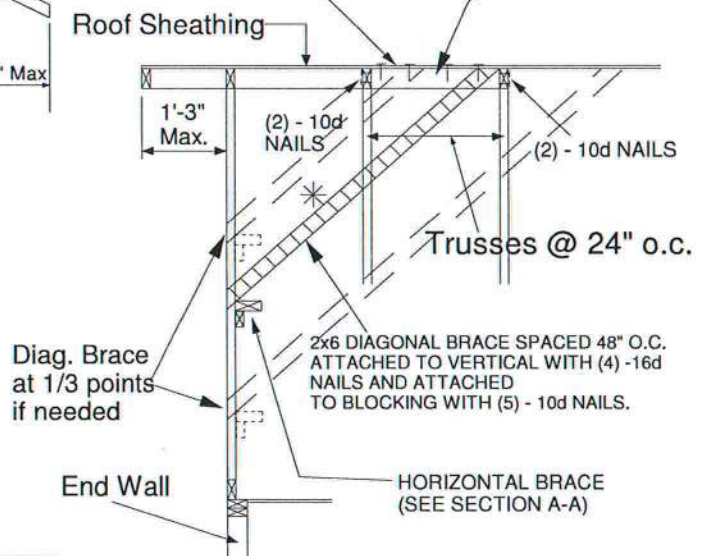 Roof Sheathing
" Max
1'-3"
Max.
(2) - 10d
NAILS
(2) - 10d NAILS
Trusses @ 24" o.c.
2x6 DIAGONAL BRACE SPACED 48" O.C.
ATTACHED TO VERTICAL WITH (4) -16d
NAILS AND ATTACHED
TO BLOCKING WITH (5) - 10d NAILS.
Diag. Brace
at 1/3 points
if needed
End Wall
HORIZONTAL BRACE
(SEE SECTION A-A)